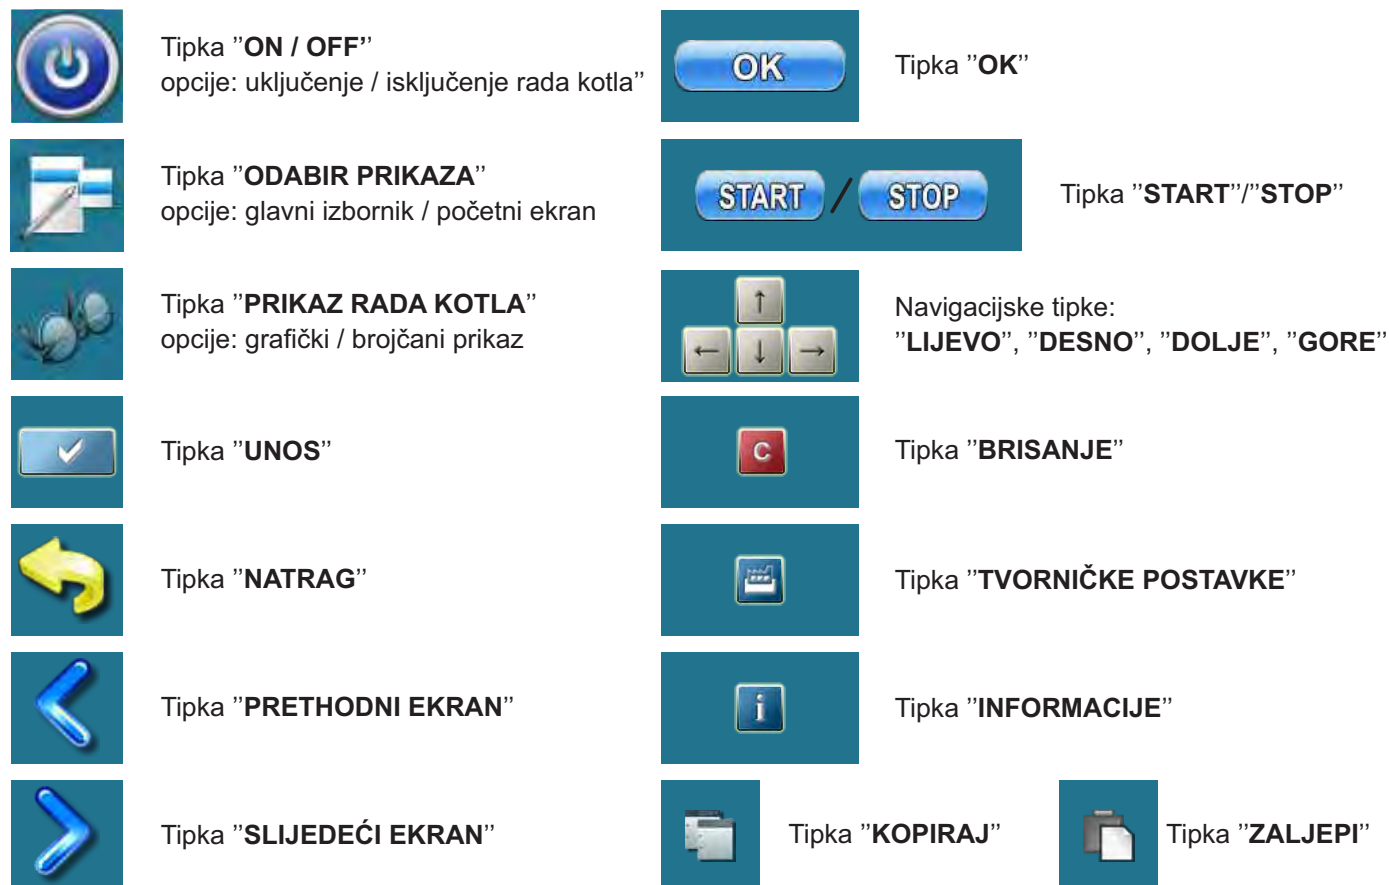 Tipka ’’ON / OFF’’
opcije: uključenje / isključenje rada kotla’’
Tipka ’’ODABIR PRIKAZA’’
opcije: glavni izbornik / početni ekran
Tipka ’’PRIKAZ RADA KOTLA’’
opcije: grafički / brojčani prikaz
Tipka ’’UNOS’’
Tipka ’’NATRAG’’
Tipka ’’PRETHODNI EKRAN’’
Tipka ’’SLIJEDEĆI EKRAN’’
OK
Tipka ’’OK’’
START / STOP
Tipka ’’START’’/’’STOP’’
↑
← ↓ →
Navigacijske tipke:
’’LIJEVO’’, ’’DESNO’’, ’’DOLJE’’, ’’GORE’’
C
Tipka ’’BRISANJE’’
Tipka ’’TVORNIČKE POSTAVKE’’
i
Tipka ’’INFORMACIJE’’
Tipka ’’KOPIRAJ’’
Tipka ’’ZALJEPI’’